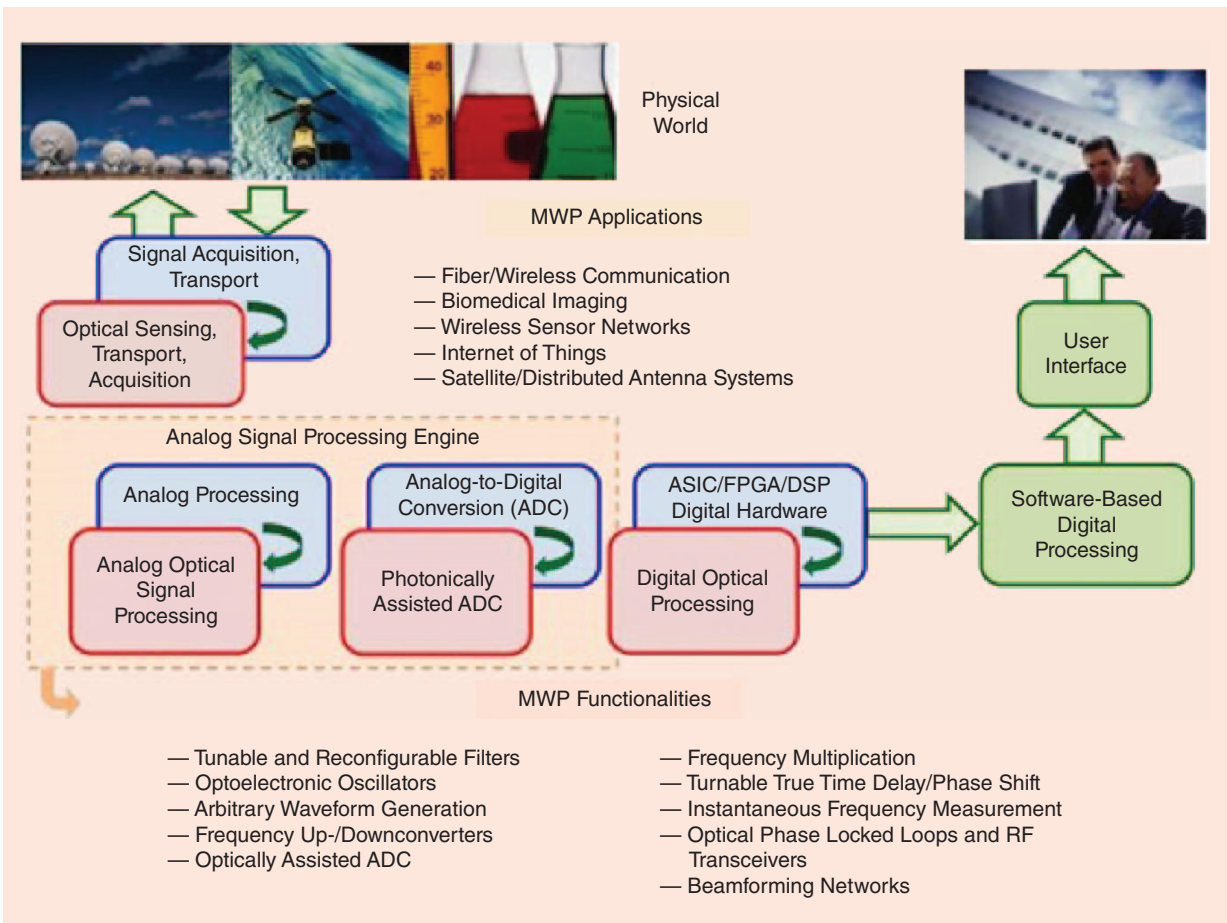 40
30
20
Physical
World
MWP Applications
Signal Acquisition,
Transport
Optical Sensing,
Transport,
Acquisition
— Fiber/Wireless Communication
— Biomedical Imaging
— Wireless Sensor Networks
— Internet of Things
— Satellite/Distributed Antenna Systems
User
Interface
Analog Signal Processing Engine
Analog Processing
Analog Optical
Signal
Processing
Analog-to-Digital
Conversion (ADC)
Photonically
Assisted ADC
ASIC/FPGA/DSP
Digital Hardware
Digital Optical
Processing
Software-Based
Digital
Processing
MWP Functionalities
— Tunable and Reconfigurable Filters
— Optoelectronic Oscillators
— Arbitrary Waveform Generation
— Frequency Up-/Downconverters
— Optically Assisted ADC
— Frequency Multiplication
— Turnable True Time Delay/Phase Shift
— Instantaneous Frequency Measurement
— Optical Phase Locked Loops and RF
Transceivers
— Beamforming Networks